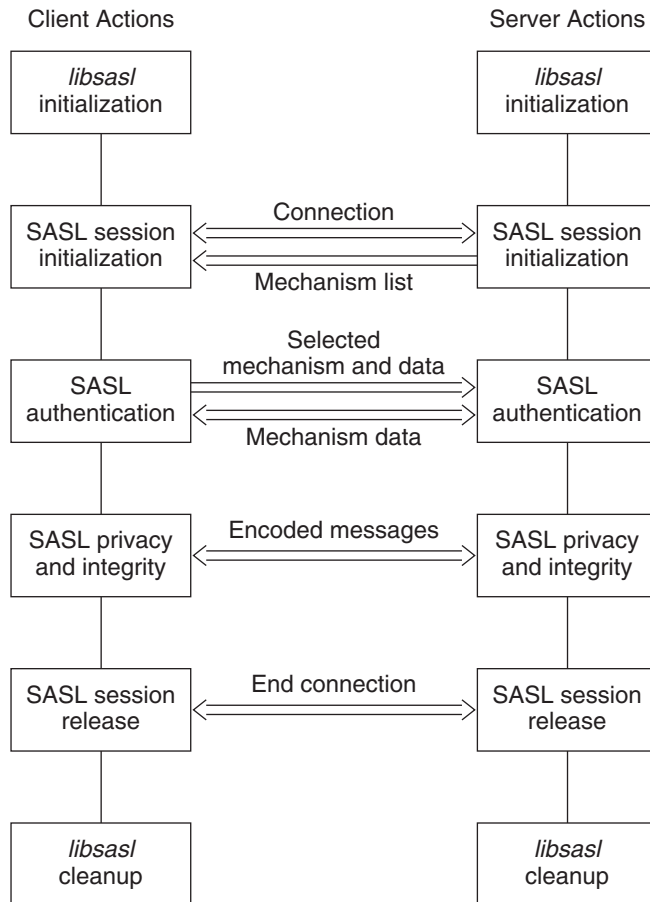 Client Actions
Server Actions
libsasl
initialization
libsasl
initialization
SASL session
initialization
Connection
Mechanism list
SASL session
initialization
SASL
authentication
Selected
mechanism and data
Mechanism data
SASL
authentication
SASL privacy
and integrity
Encoded messages
SASL privacy
and integrity
SASL session
release
End connection
SASL session
release
libsasl
cleanup
libsasl
cleanup